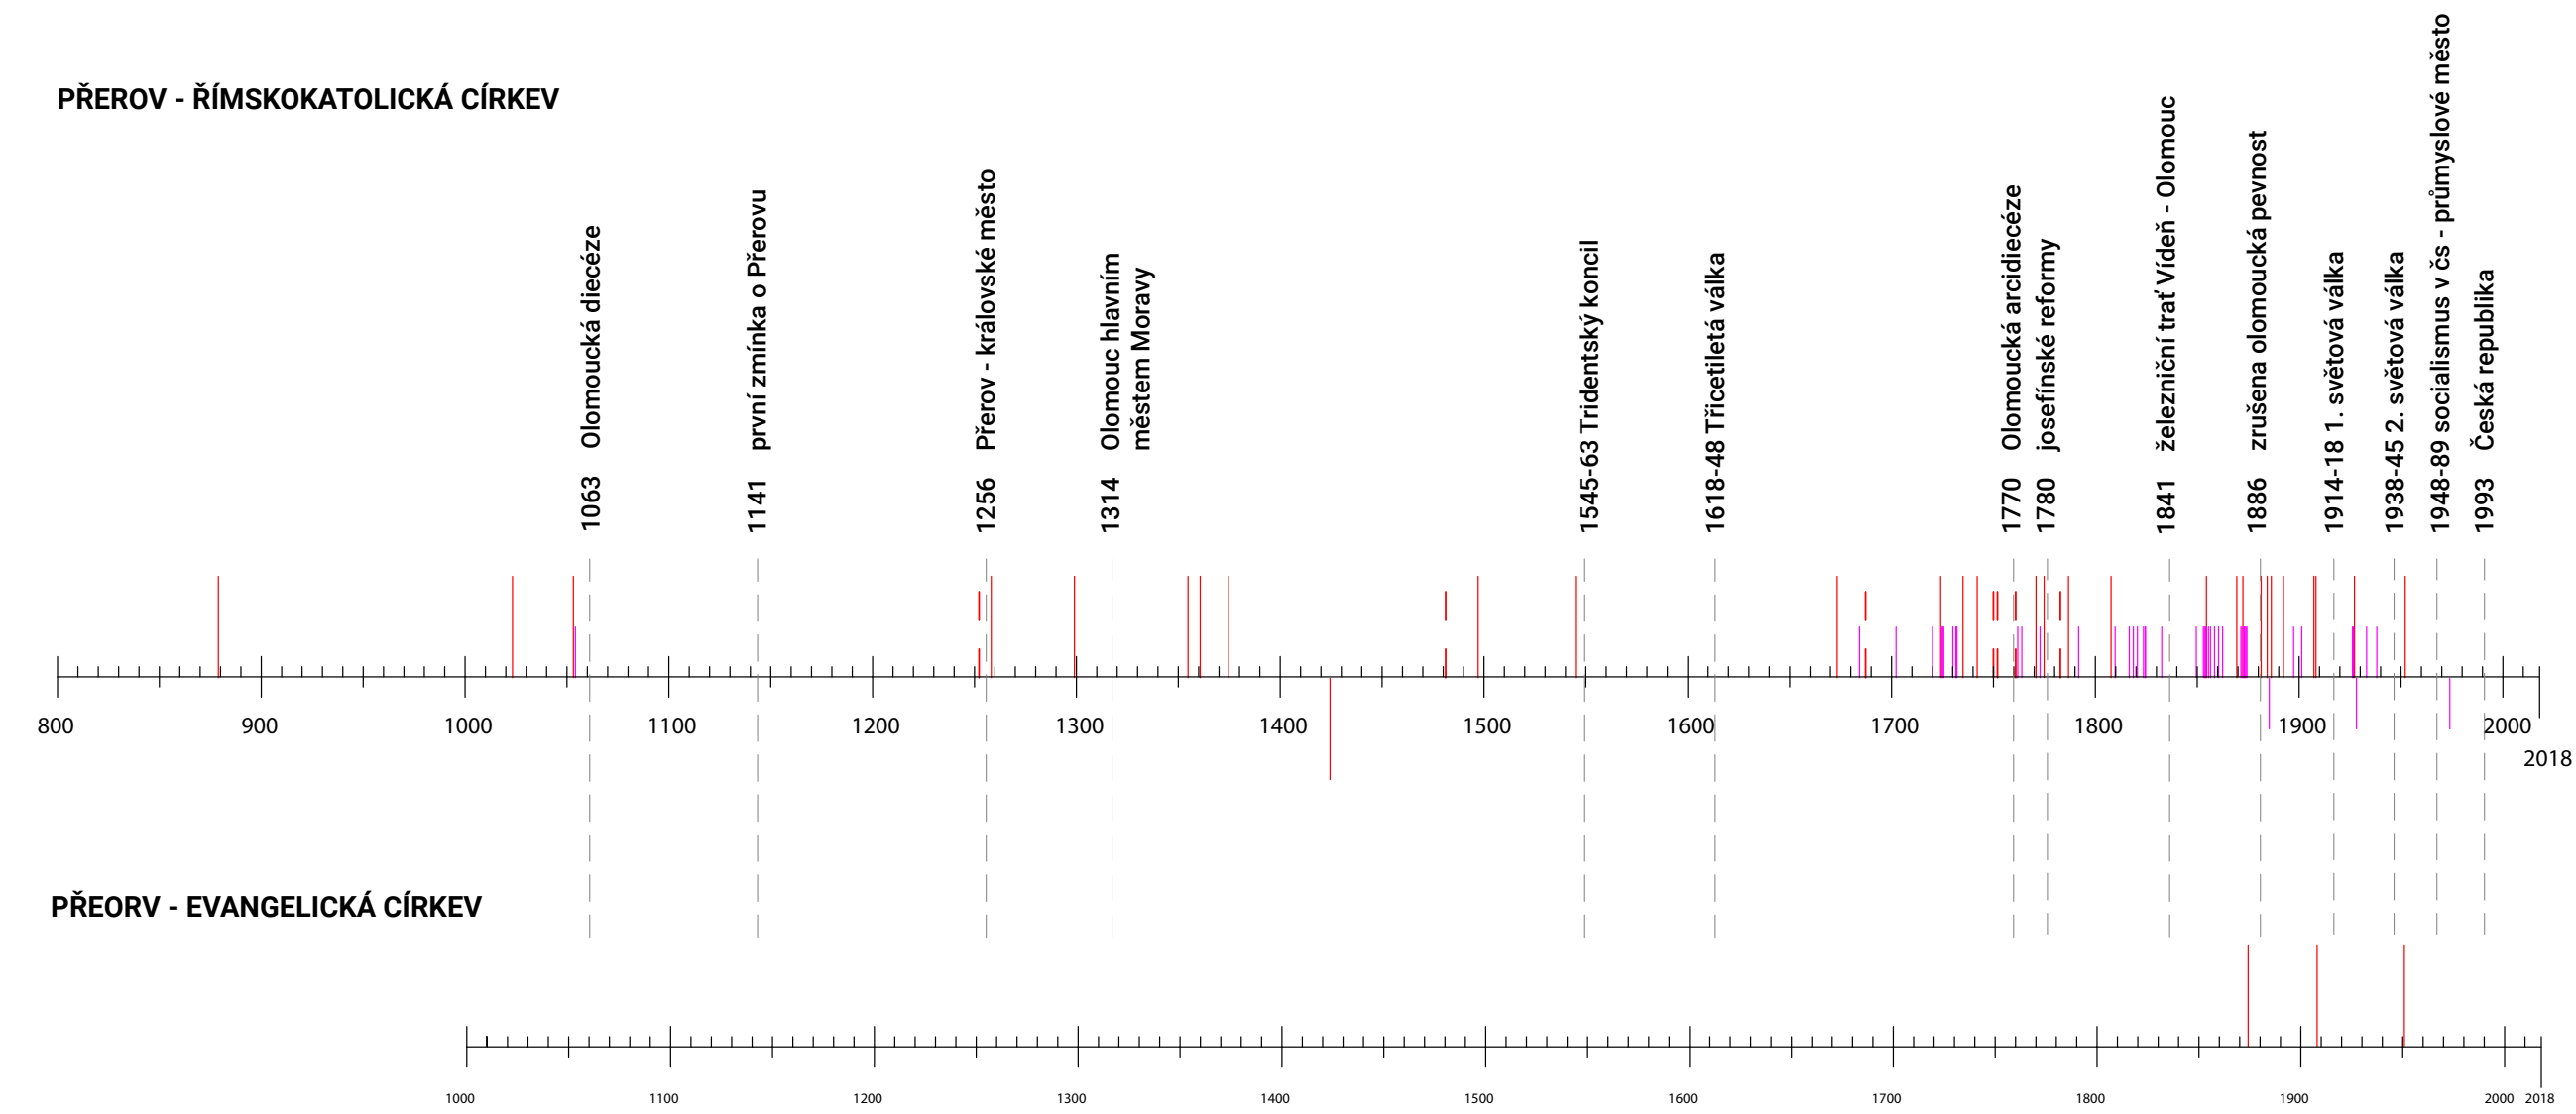 PŘEROV - ŘÍMSKOKATOLICKÁ CÍRKEV
1063 Olomoucká diecéze
1141 první zmínka o Přerovu
1256 Přerov - královské město
1314 Olomouc hlavním
městem Moravy
1545-63 Tridentský koncil
1618-48 Třicetiletá válka
1770 Olomoucká arcidiecéze
1780 josefínské reformy
1841 železniční trať Vídeň - Olomouc
1886 zrušena olomoucká pevnost
1914-18 1. světová válka
1938-45 2. světová válka
1948-89 socialismus v čs - průmyslové město
1993 Česká republika
800 900 1000 1100 1200 1300 1400 1500 1600 1700 1800 1900 2000
2018
PŘEORV - EVANGELICKÁ CÍRKEV
1000 1100 1200 1300 1400 1500 1600 1700 1800 1900 2000 2018